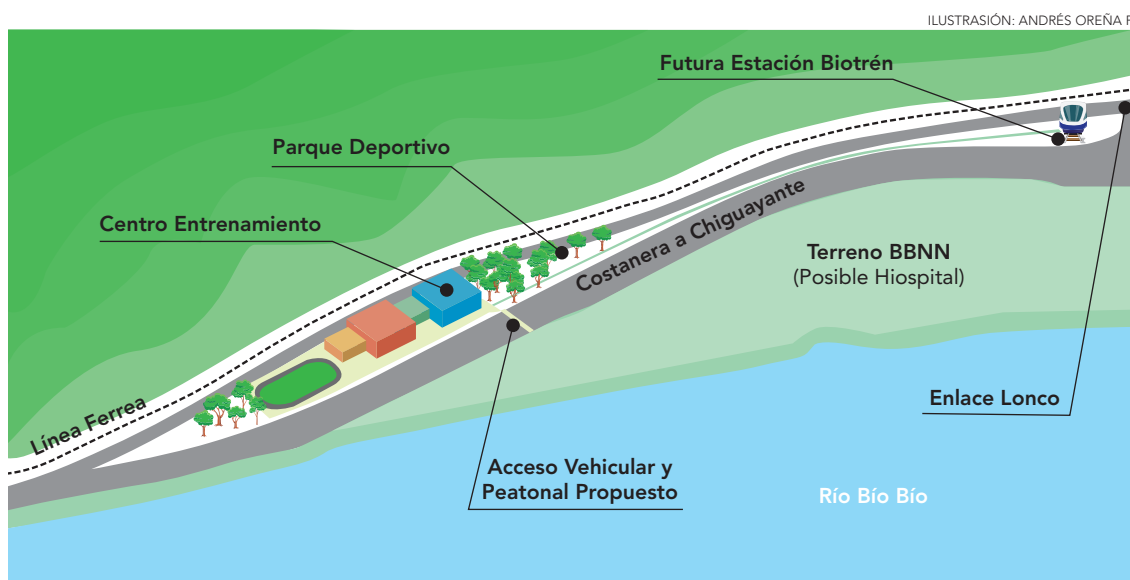 ILUSTRACIÓN: ANDRÉS OREÑA P
Futura Estación Biotrén
Parque Deportivo
Centro Entrenamiento
Costanera a Chiguayante
Terreno BBNN
(Posible Hiospital)
Línea Ferrea
Enlace Lonco
Acceso Vehicular y
Peatonal Propuesto
Río Bío Bío